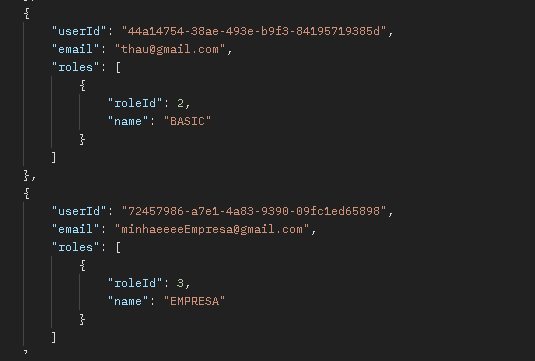 {
"userId": "44a14754-38ae-493e-b9f3-84195719385d",
"email": "thau@gmail.com",
"roles": [
{
"roleId": 2,
"name": "BASIC"
}
]
},
{
"userId": "72457986-a7e1-4a83-9390-09fc1ed65898",
"email": "minhaeeeeEmpresa@gmail.com",
"roles": [
{
"roleId": 3,
"name": "EMPRESA"
}
]